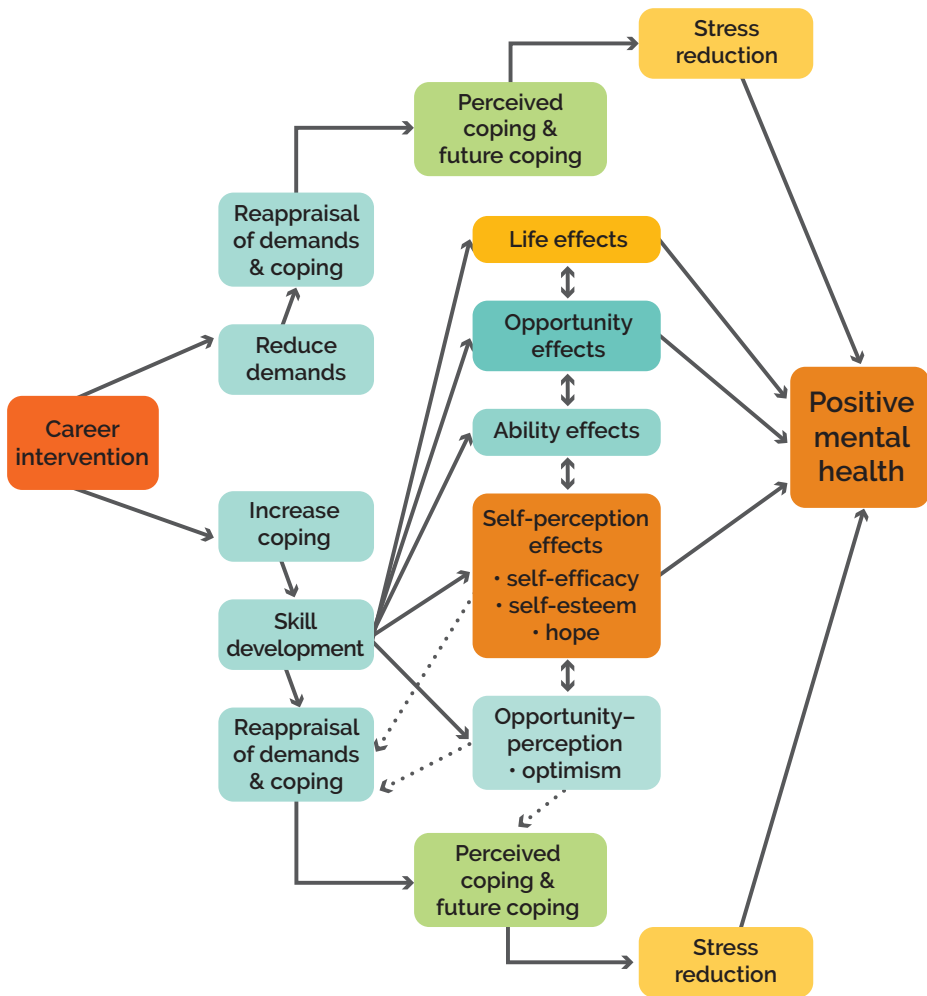 Stress
reduction
Perceived
coping &
future coping
Reappraisal
of demands
& coping
Life effects
Opportunity
effects
Reduce
demands
Ability effects
Career
intervention
Positive
mental
health
Increase
coping
Self-perception
effects
• self-efficacy
• self-esteem
• hope
Skill
development
Reappraisal
of demands
& coping
Opportunity–
perception
• optimism
Perceived
coping &
future coping
Stress
reduction